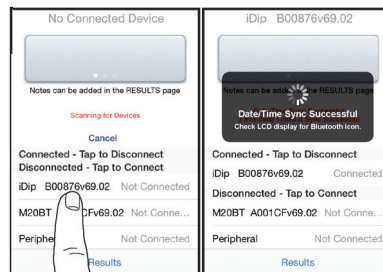 No Connected Device
Notes can be added in the RESULTS page
Scanning for Devices
Cancel
Connected - Tap to Disconnect
Disconnected - Tap to Connect
iDip B00876v69.02 Not Connected
M20BT CFv69.02 Not Conne...
Peripher Not Connected
Results
iDip B00876v69.02
Notes can be added in the RESULTS page
Date/Time Sync Successful
Check LCD display for Bluetooth icon.
Connected - Tap to Disconnect
iDip B00876v69.02 Connected
Disconnected - Tap to Connect
M20BT A001CFv69.02 Not Conne...
Peripheral Not Connected
Results